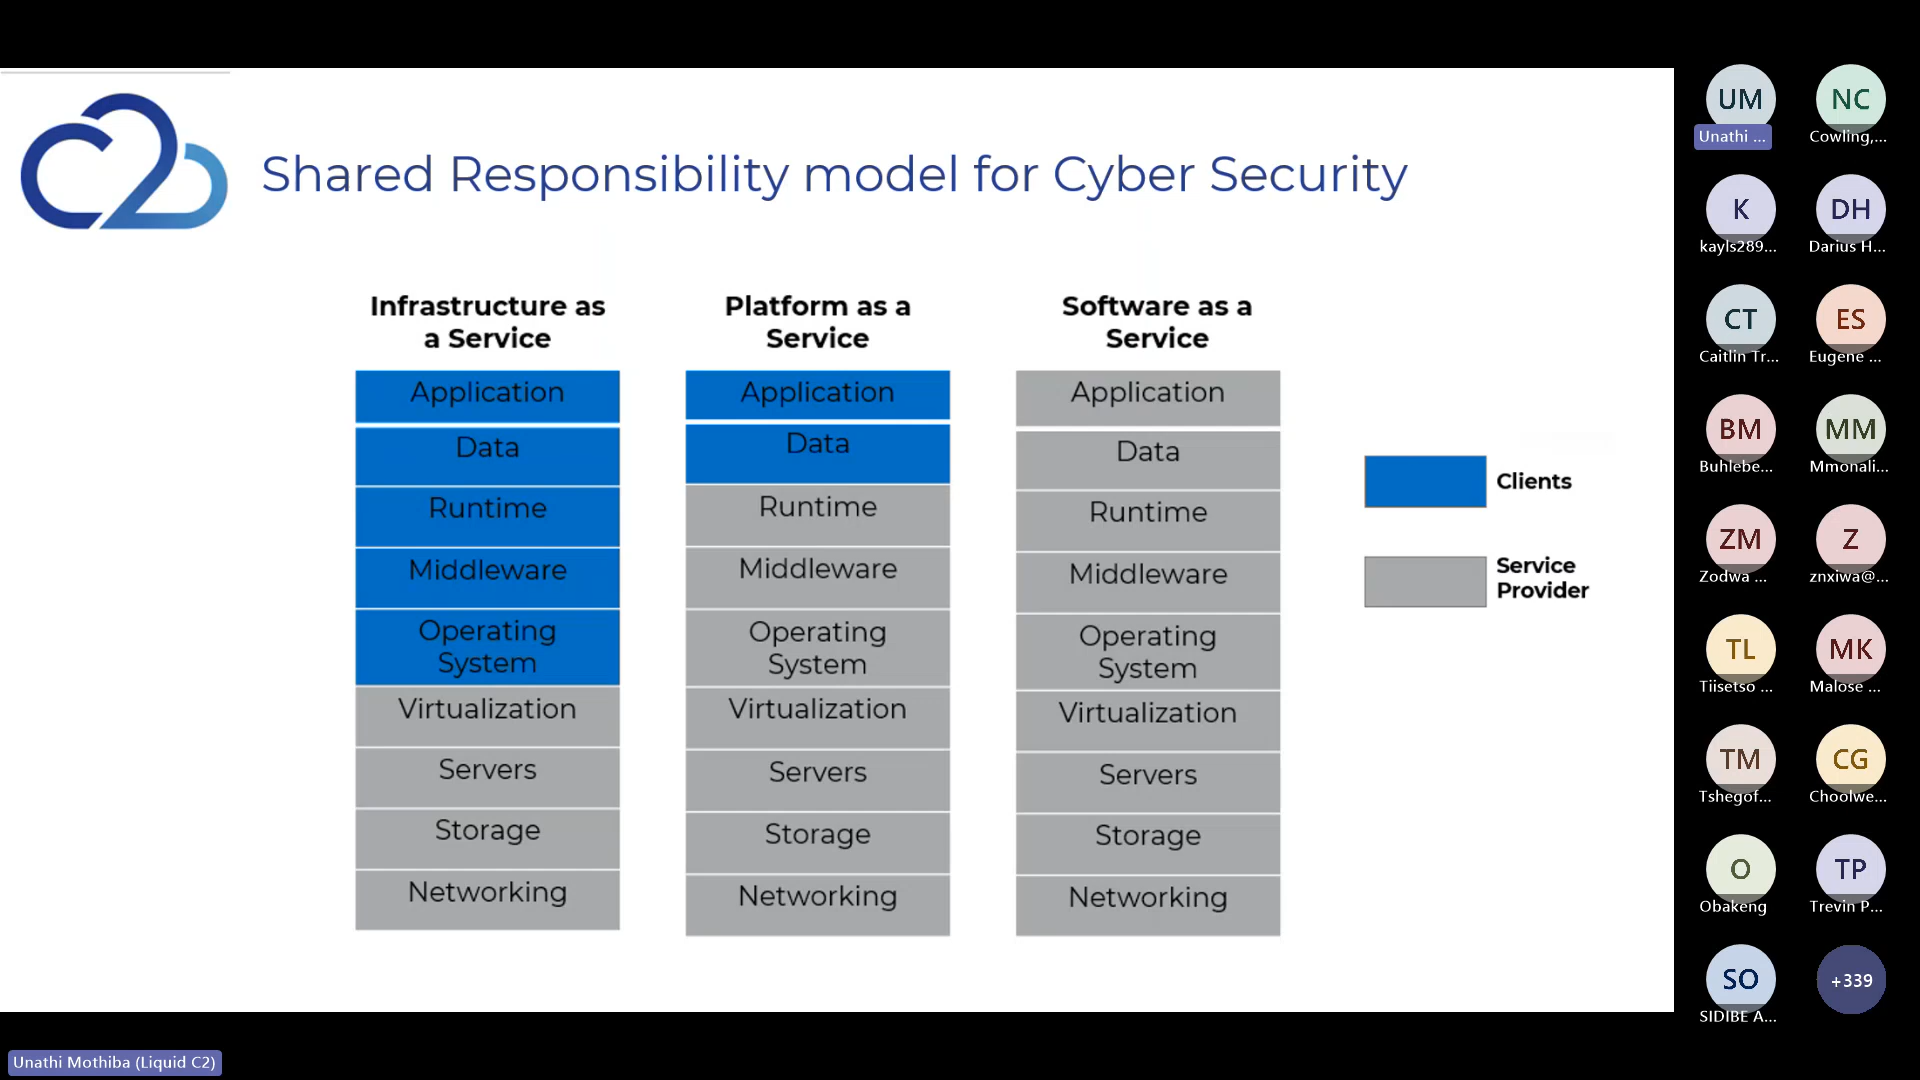 Shared Responsibility model for Cyber Security
Infrastructure as
a Service
Application
Data
Runtime
Middleware
Operating
System
Virtualization
Servers
Storage
Networking
Platform as a
Service
Application
Data
Runtime
Middleware
Operating
System
Virtualization
Servers
Storage
Networking
Software as a
Service
Application
Data
Runtime
Middleware
Operating
System
Virtualization
Servers
Storage
Networking
Clients
Service
Provider
UM
Unathi ...
NC
Cowling,...
K
kayls289...
DH
Darius H...
CT
Caitlin Tr...
ES
Eugene ...
BM
Buhlebe...
MM
Mmonali...
ZM
Zodwa ...
Z
znxiwa@...
TL
Tiisetso ...
MK
Malose ...
TM
Tshegof...
CG
Choolwe...
O
Obakeng
TP
Trevin P...
SO
SIDIBE A...
+339
Unathi Mothiba (Liquid C2)